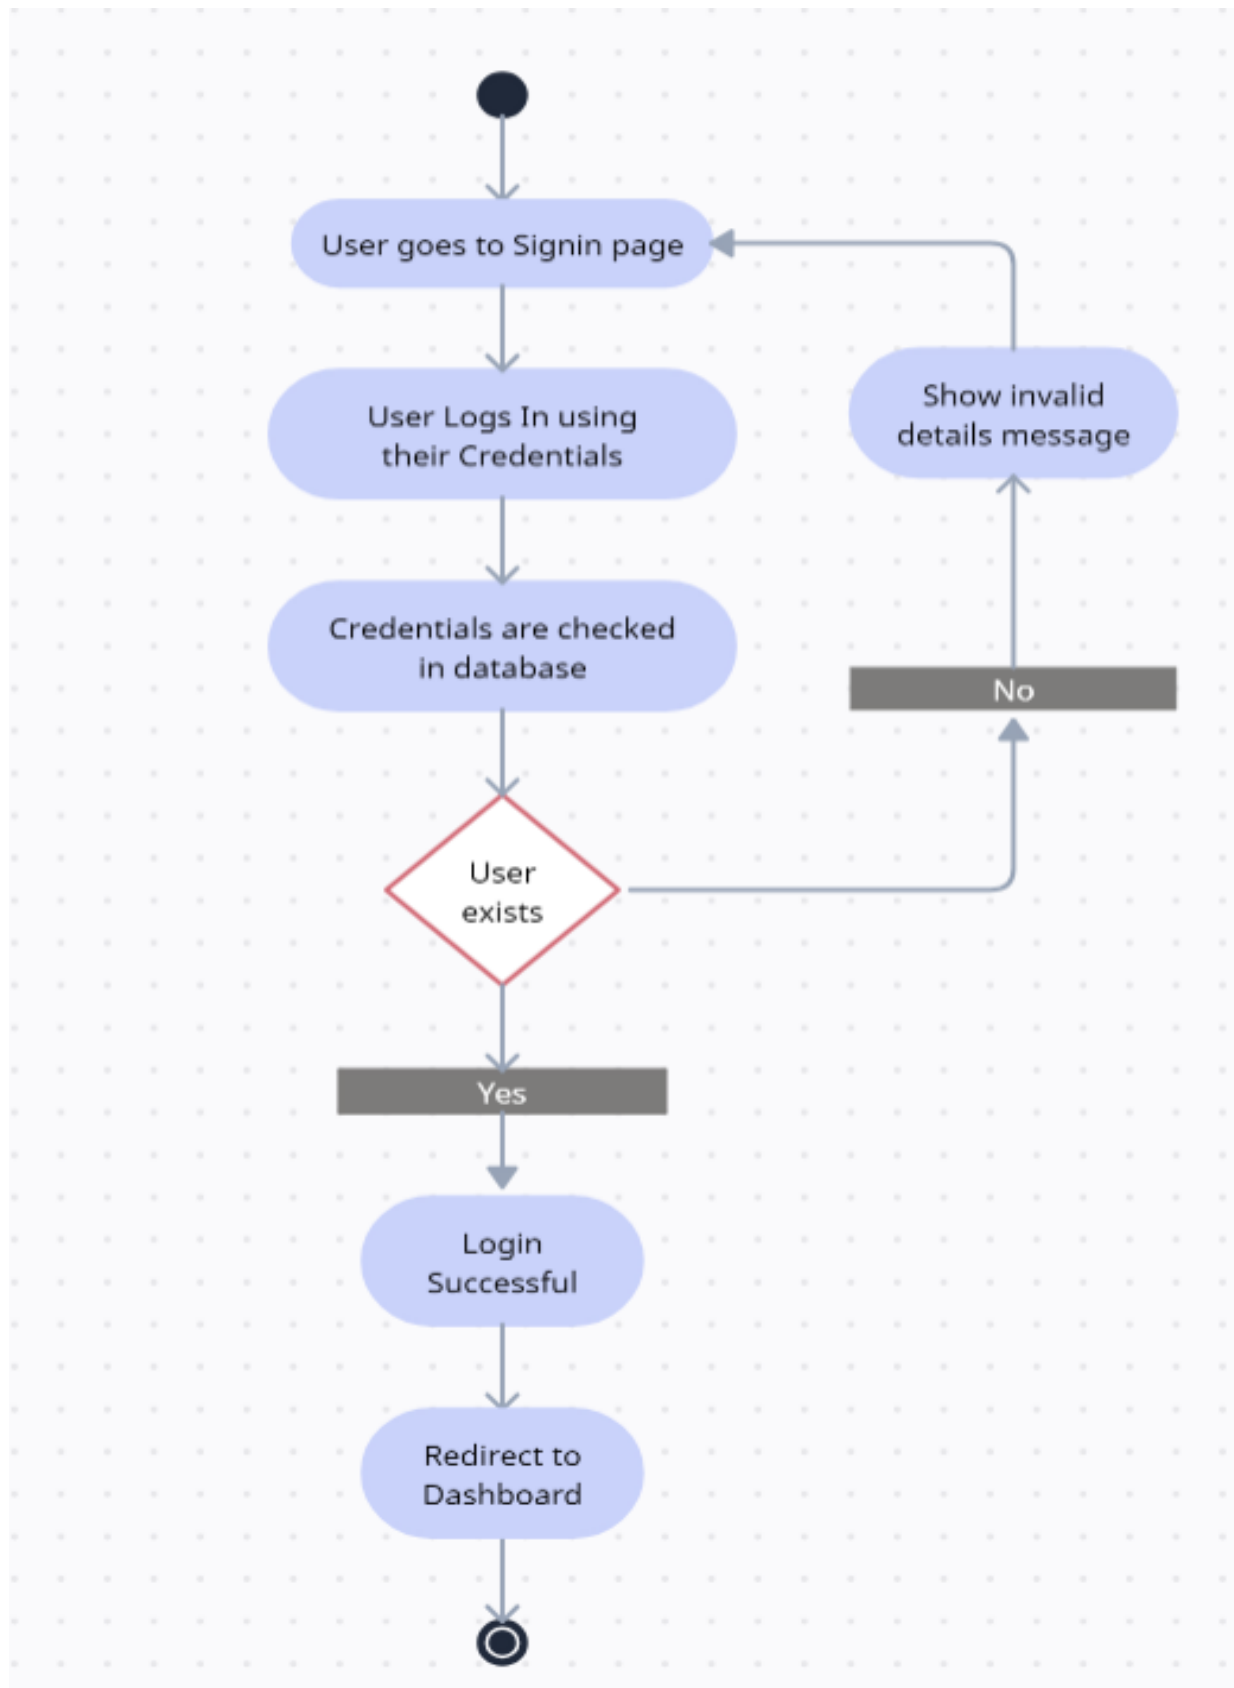 User goes to Signin page
Show invalid
details message
User Logs In using
their Credentials
Credentials are checked
in database
No
User
exists
Yes
Login
Successful
Redirect to
Dashboard